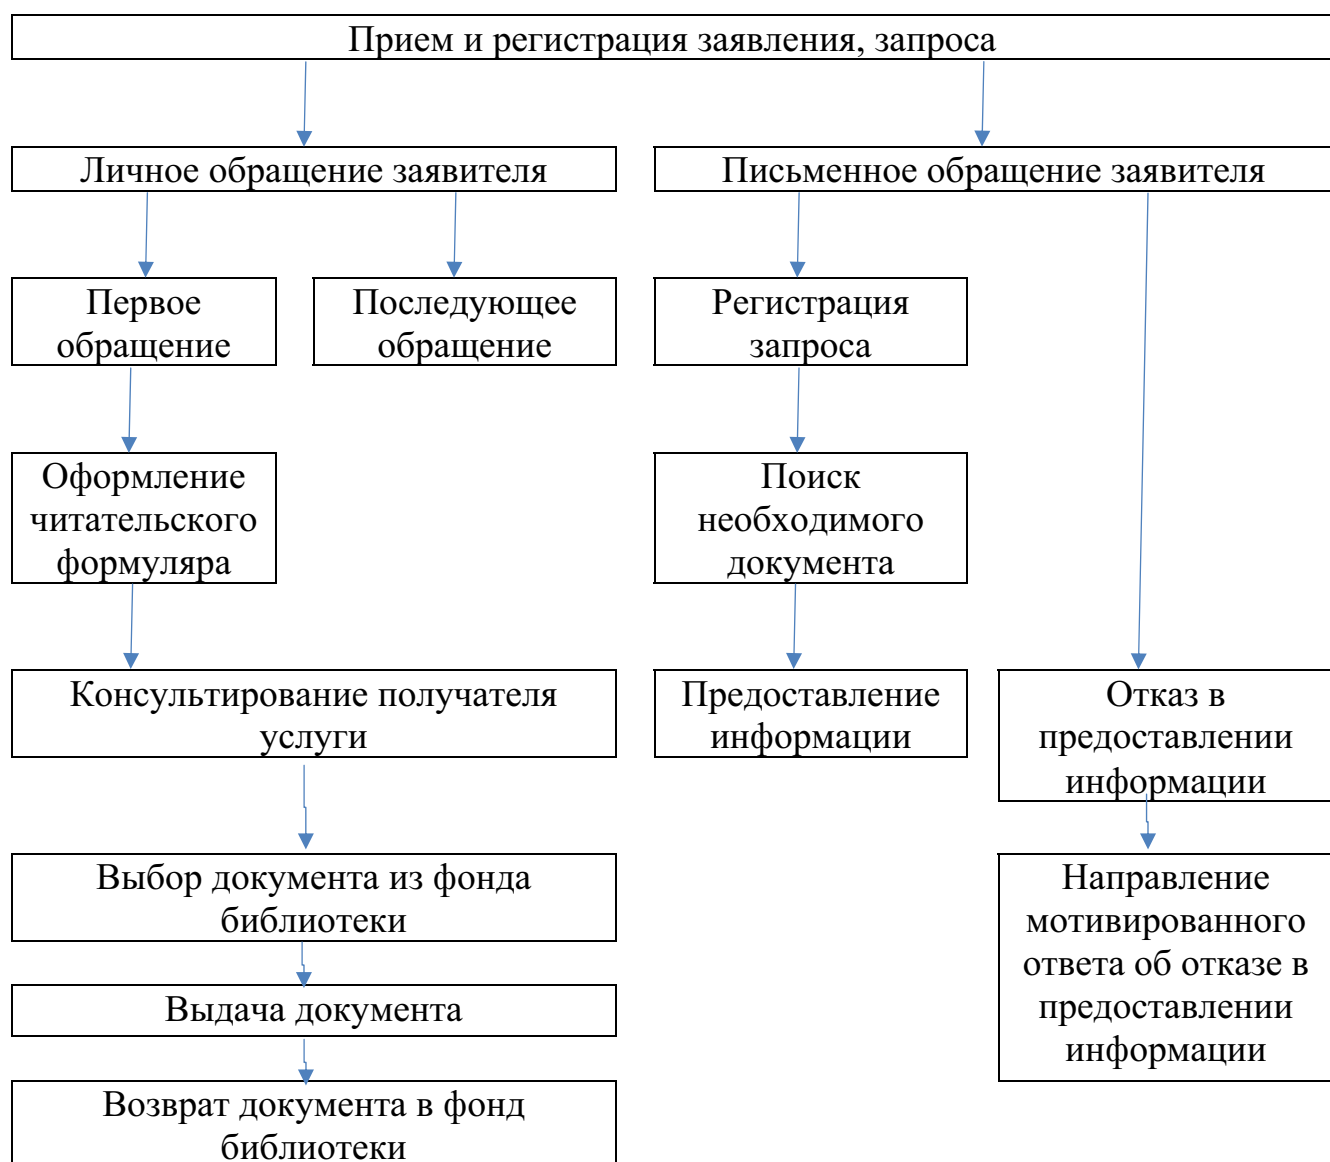 Прием и регистрация заявления, запроса
Личное обращение заявителя
Письменное обращение заявителя
Первое
обращение
Последующее
обращение
Регистрация
запроса
Оформление
читательского
формуляра
Поиск
необходимого
документа
Консультирование получателя
услуги
Предоставление
информации
Отказ в
предоставлении
информации
Выбор документа из фонда
библиотеки
Направление
мотивированного
ответа об отказе в
предоставлении
информации
Выдача документа
Возврат документа в фонд
библиотеки